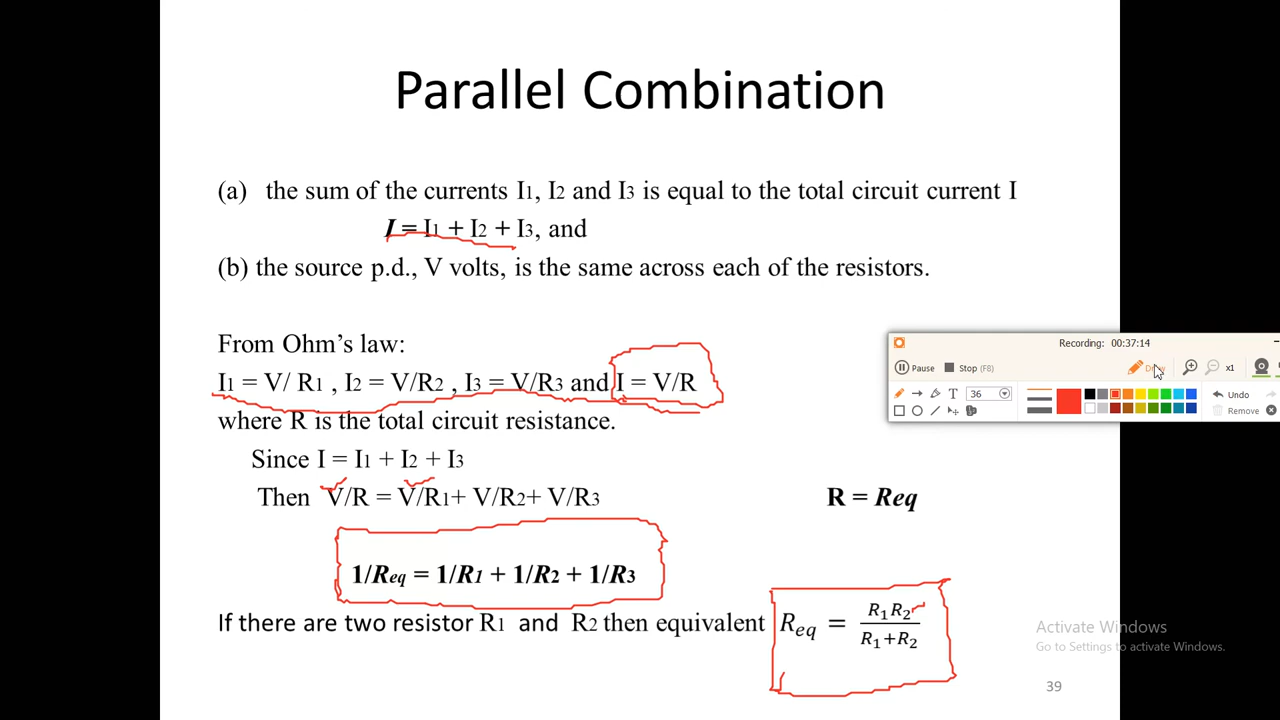 Parallel Combination
(a) the sum of the currents I1, I2 and I3 is equal to the total circuit current I
I = I1 + I2 + I3, and
(b) the source p.d., V volts, is the same across each of the resistors.
From Ohm's law:
I1 = V/ R1 , I2 = V/R2 , I3 = V/R3 and I = V/R
where R is the total circuit resistance.
Since I = I1 + I2 + I3
Then V/R = V/R1+ V/R2+ V/R3
R = Req
1/Req = 1/R1 + 1/R2 + 1/R3
If there are two resistor R1 and R2 then equivalent Req = R1R2 / R1+R2
Recording: 00:37:14
Pause Stop (F8) Draw x1
T 36 Undo
Remove
Activate Windows
Go to Settings to activate Windows.
39